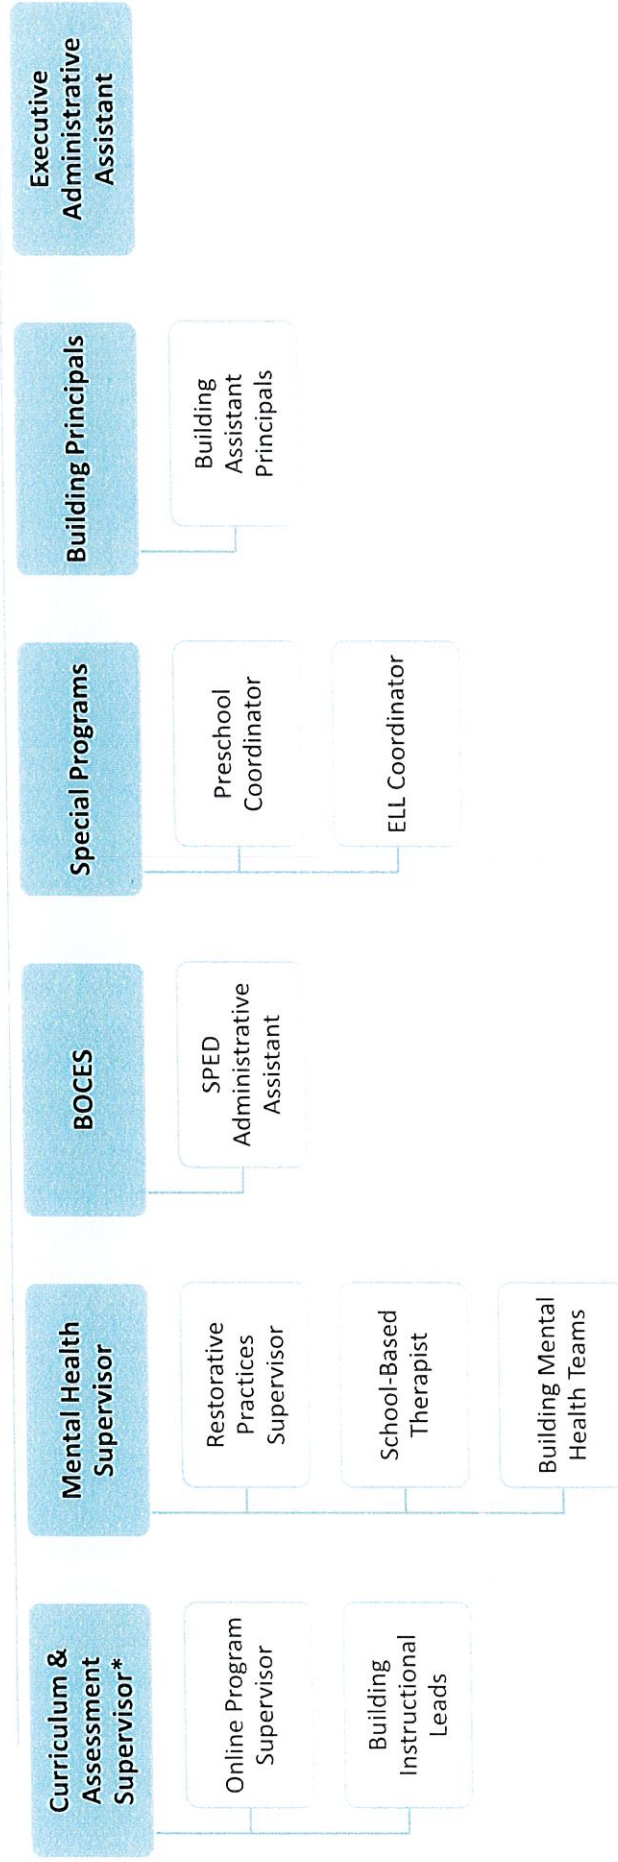 Curriculum &
Assessment
Supervisor*
Online Program
Supervisor
Building
Instructional
Leads
Mental Health
Supervisor
Restorative
Practices
Supervisor
School-Based
Therapist
Building Mental
Health Teams
BOCES
SPED
Administrative
Assistant
Special Programs
Preschool
Coordinator
ELL Coordinator
Building Principals
Building
Assistant
Principals
Executive
Administrative
Assistant